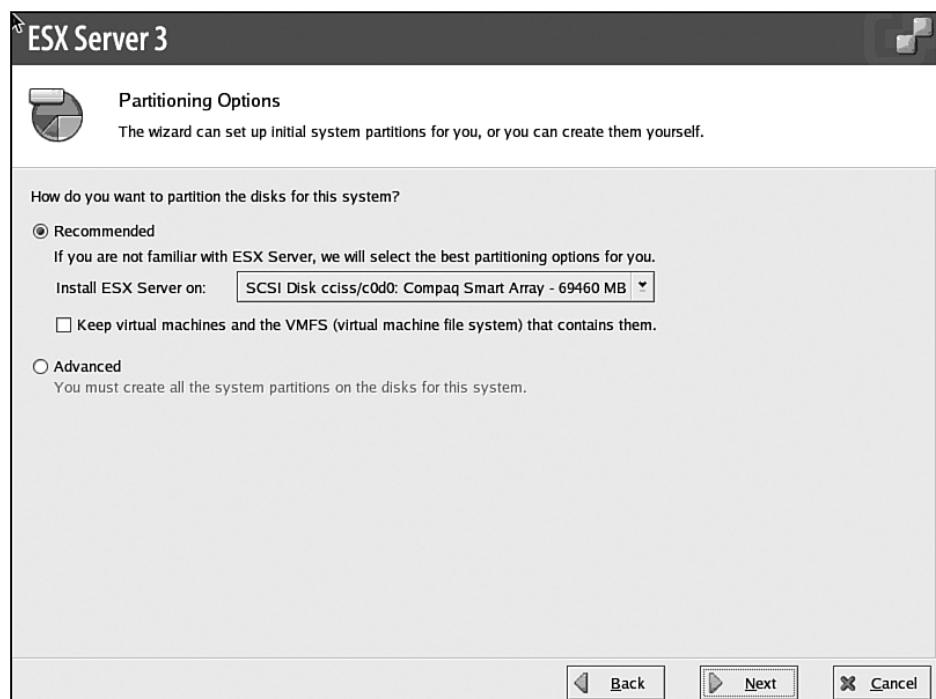 ESX Server 3
Partitioning Options
The wizard can set up initial system partitions for you, or you can create them yourself.
How do you want to partition the disks for this system?
Recommended
If you are not familiar with ESX Server, we will select the best partitioning options for you.
Install ESX Server on: SCSI Disk cciss/c0d0: Compaq Smart Array - 69460 MB
Keep virtual machines and the VMFS (virtual machine file system) that contains them.
Advanced
You must create all the system partitions on the disks for this system.
Back Next Cancel